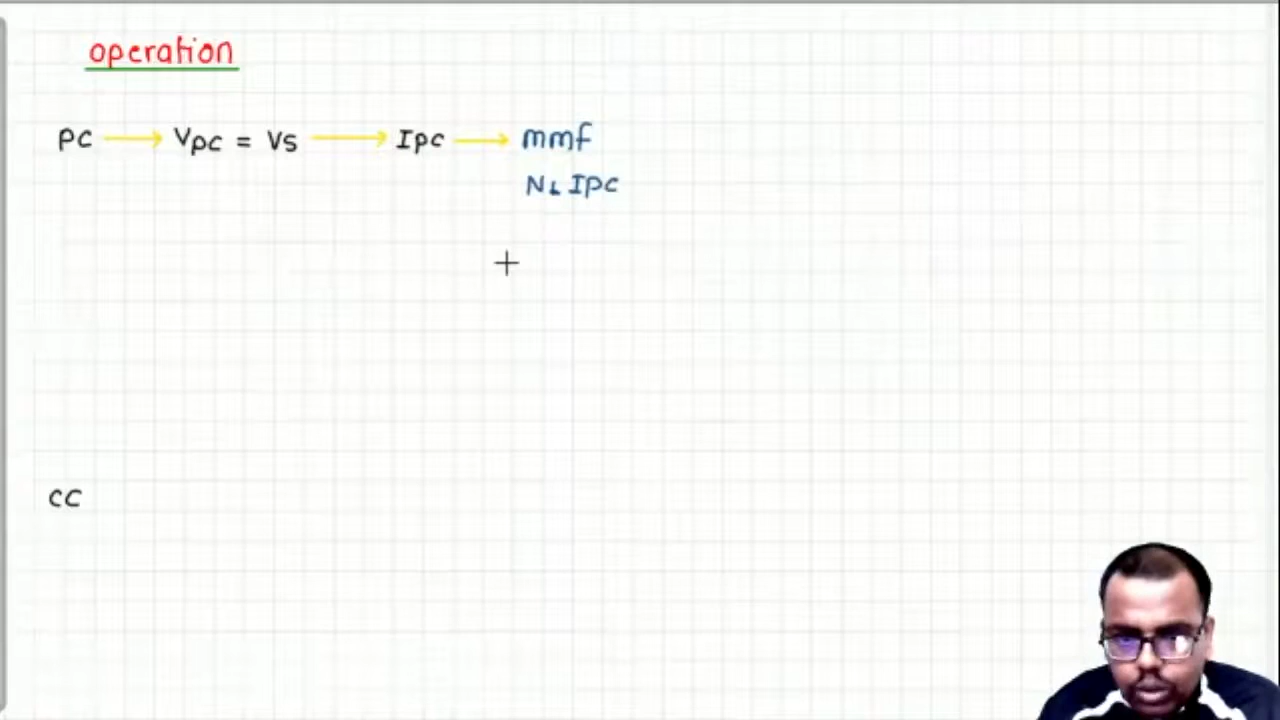 operation
PC → VPC = VS → IPC → mmf
N₁ IPC
CC